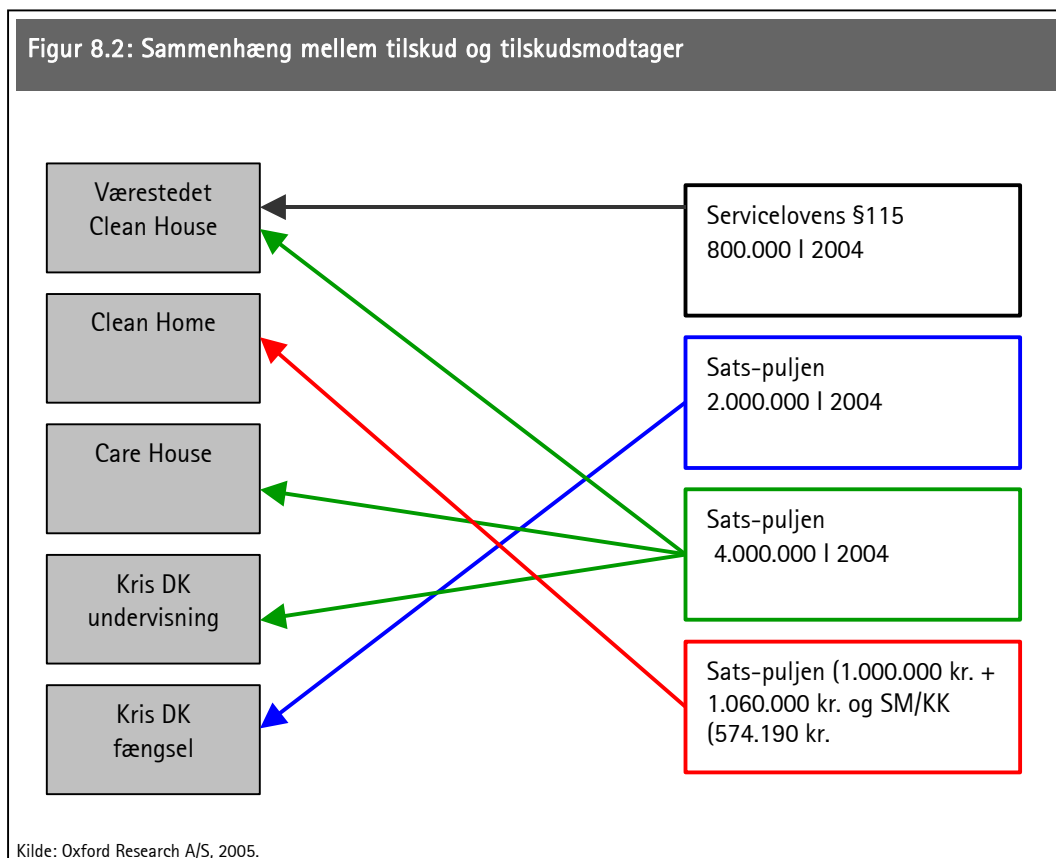 Figur 8.2: Sammenhæng mellem tilskud og tilskudsmodtager
Værestedet
Clean House
Clean Home
Care House
Kris DK
undervisning
Kris DK
fængsel
Servicelovens §115
800.000 I 2004
Sats-puljen
2.000.000 I 2004
Sats-puljen
4.000.000 I 2004
Sats-puljen (1.000.000 kr. +
1.060.000 kr. og SM/KK
(574.190 kr.
Kilde: Oxford Research A/S, 2005.